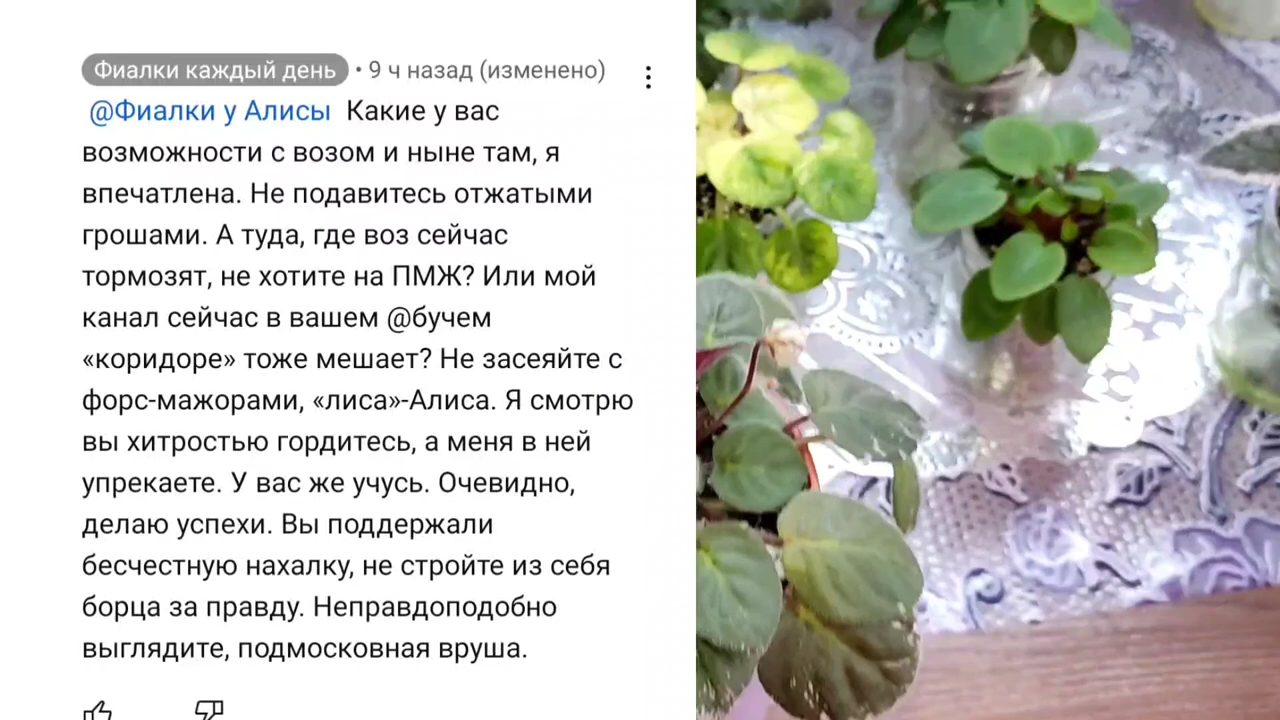 Фиалки каждый день • 9 ч назад (изменено)
@Фиалки у Алисы Какие у вас
возможности с возом и ныне там, я
впечатлена. Не подавитесь отжатыми
грошами. А туда, где воз сейчас
тормозят, не хотите на ПМЖ? Или мой
канал сейчас в вашем @бучем
«коридоре» тоже мешает? Не засеяйте с
форс-мажорами, «лиса»-Алиса. Я смотрю
вы хитростью гордитесь, а меня в ней
упрекаете. У вас же учусь. Очевидно,
делаю успехи. Вы поддержали
бесчестную нахалку, не стройте из себя
борца за правду. Неправдоподобно
выглядите, подмосковная вруша.